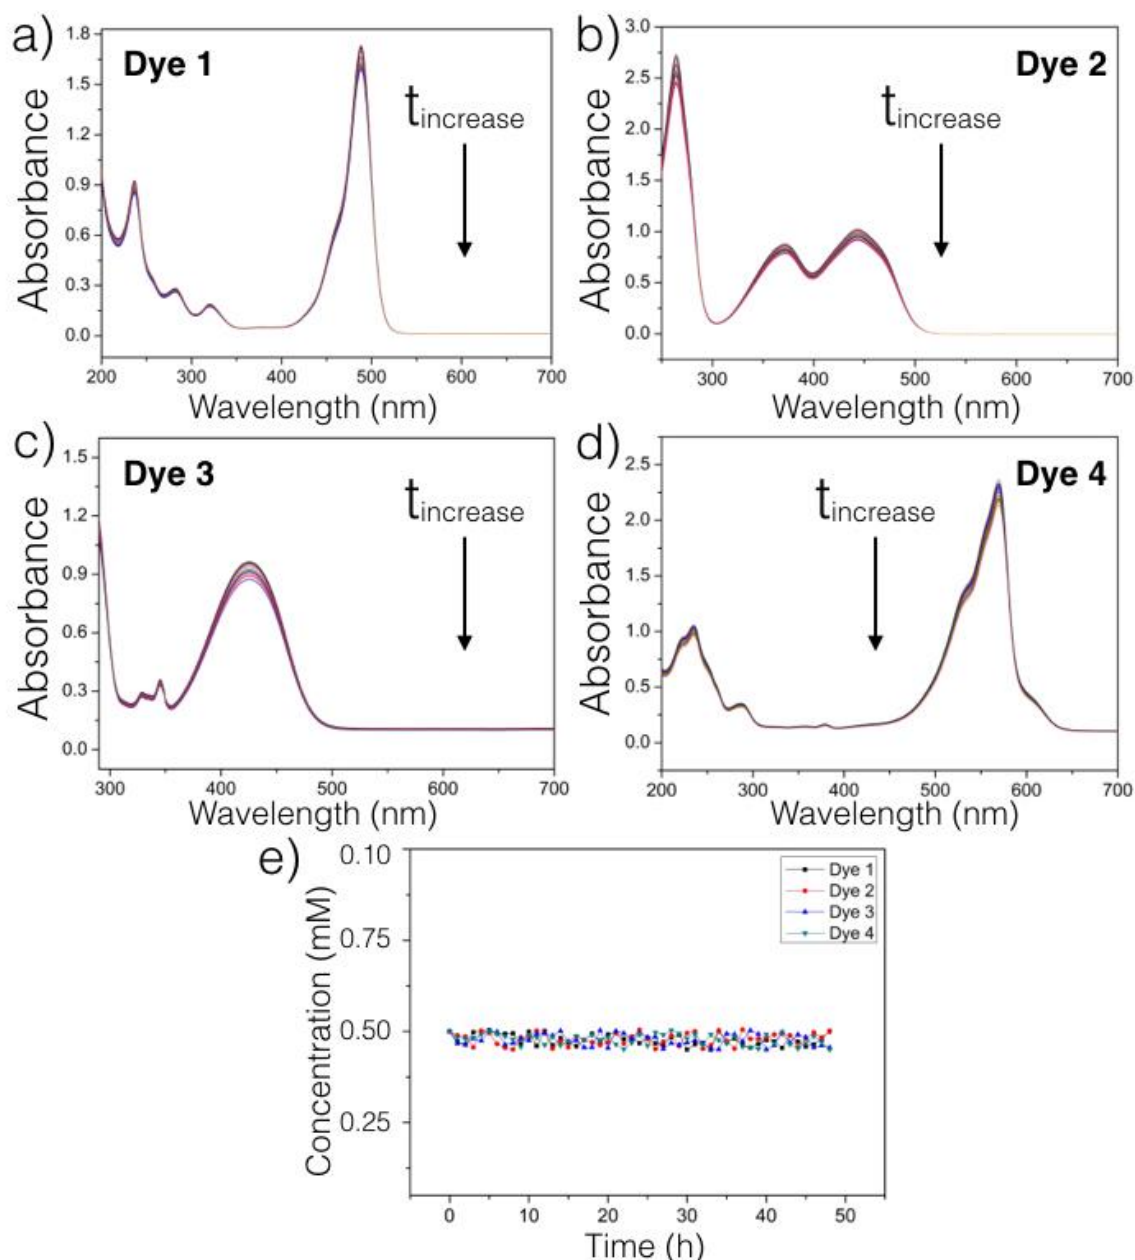 a)
Dye 1
t increase
Absorbance
1.8
1.5
1.2
0.9
0.6
0.3
0.0
200 300 400 500 600 700
Wavelength (nm)
b)
Dye 2
t increase
Absorbance
3.0
2.5
2.0
1.5
1.0
0.5
0.0
300 400 500 600 700
Wavelength (nm)
c)
Dye 3
t increase
Absorbance
1.5
1.2
0.9
0.6
0.3
0.0
300 400 500 600 700
Wavelength (nm)
d)
Dye 4
t increase
Absorbance
2.5
2.0
1.5
1.0
0.5
0.0
200 300 400 500 600 700
Wavelength (nm)
e)
Concentration (mM)
0.10
0.75
0.50
0.25
Dye 1
Dye 2
Dye 3
Dye 4
0 10 20 30 40 50
Time (h)